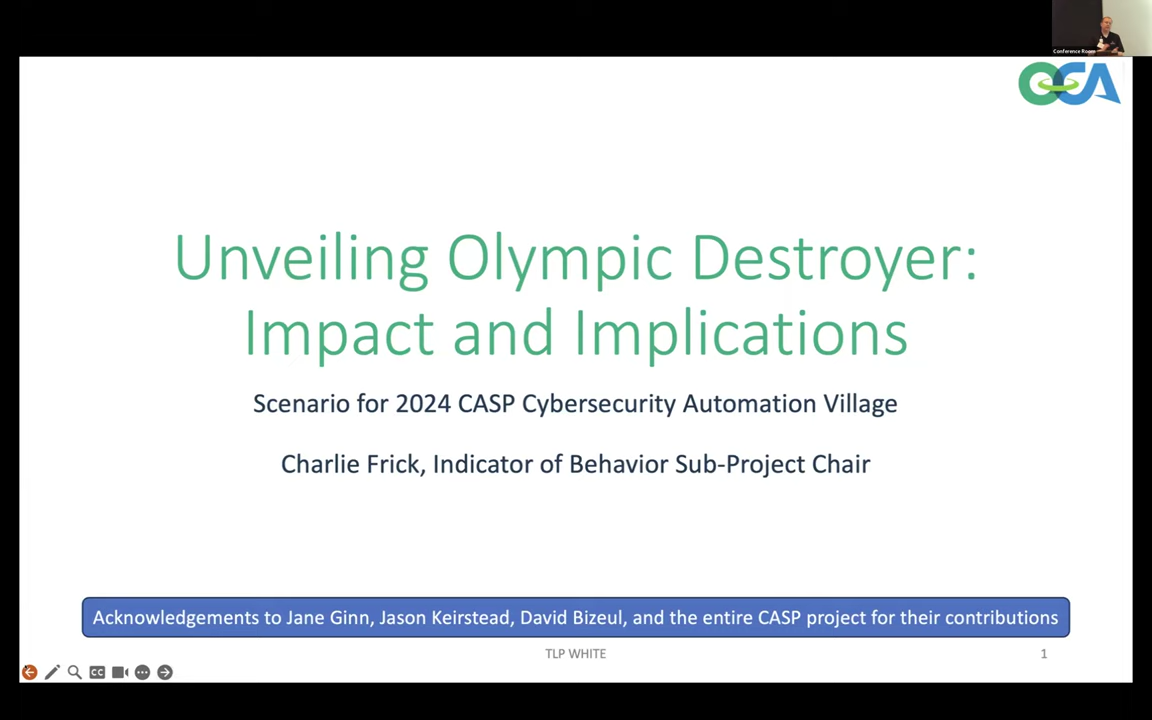 Conference Room
OCA
Unveiling Olympic Destroyer:
Impact and Implications
Scenario for 2024 CASP Cybersecurity Automation Village
Charlie Frick, Indicator of Behavior Sub-Project Chair
Acknowledgements to Jane Ginn, Jason Keirstead, David Bizeul, and the entire CASP project for their contributions
TLP WHITE
1
CC